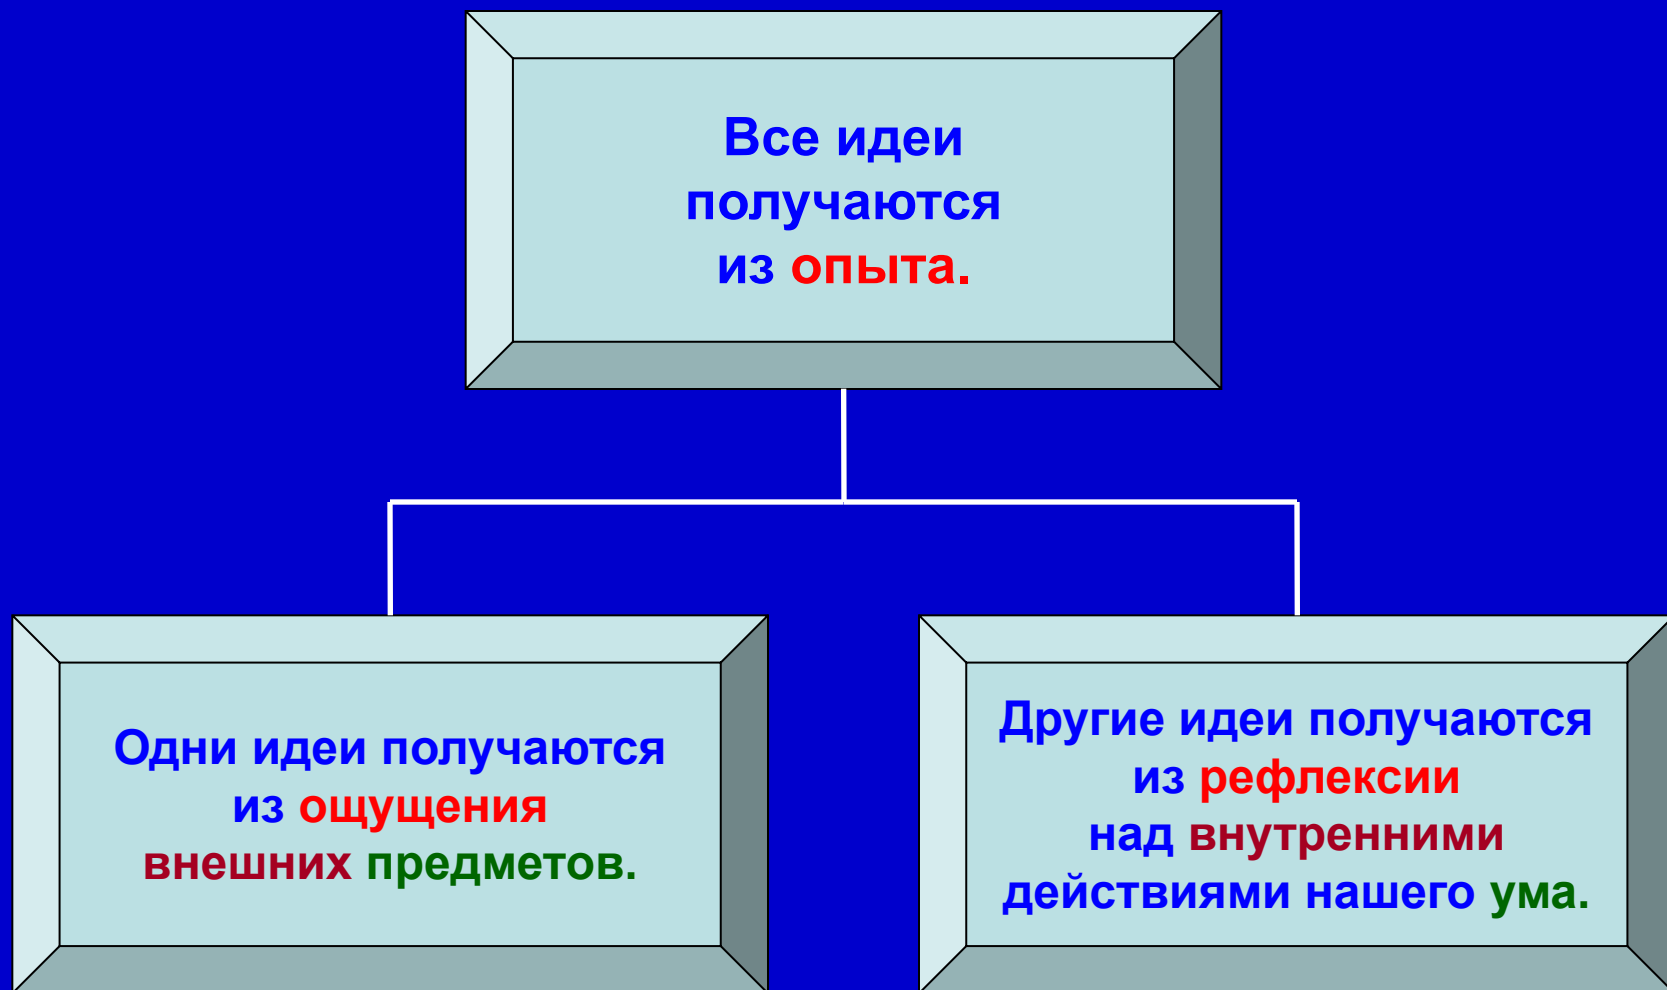 Все идеи
получаются
из опыта.
Одни идеи получаются
из ощущения
внешних предметов.
Другие идеи получаются
из рефлексии
над внутренними
действиями нашего ума.